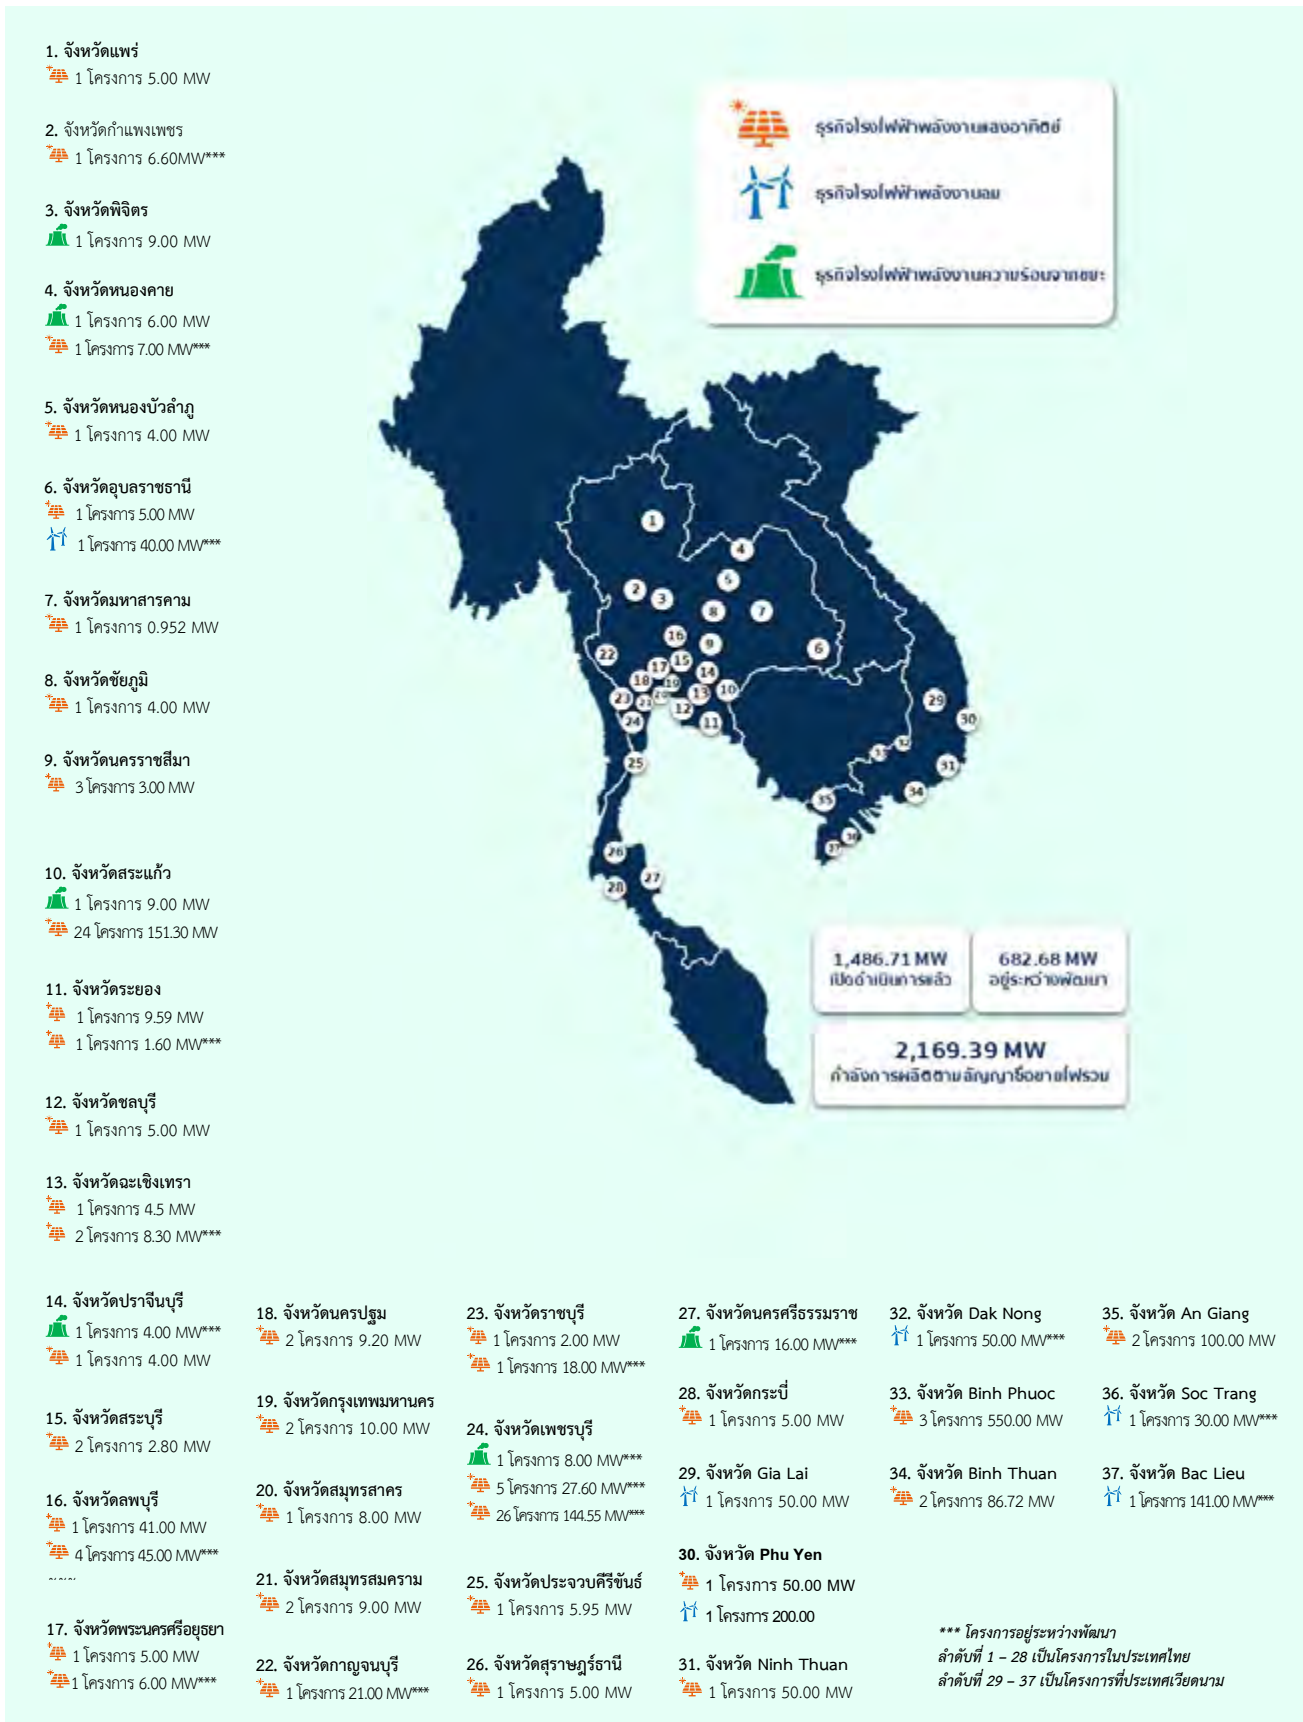 1. จังหวัดแพร่
1 โครงการ 5.00 MW
2. จังหวัดกำแพงเพชร
1 โครงการ 6.60MW***
3. จังหวัดพิจิตร
1 โครงการ 9.00 MW
4. จังหวัดหนองคาย
1 โครงการ 6.00 MW
1 โครงการ 7.00 MW***
5. จังหวัดหนองบัวลำภู
1 โครงการ 4.00 MW
6. จังหวัดอุบลราชธานี
1 โครงการ 5.00 MW
1 โครงการ 40.00 MW***
7. จังหวัดมหาสารคาม
1 โครงการ 0.952 MW
8. จังหวัดชัยภูมิ
1 โครงการ 4.00 MW
9. จังหวัดนครราชสีมา
3 โครงการ 3.00 MW
10. จังหวัดสระแก้ว
1 โครงการ 9.00 MW
24 โครงการ 151.30 MW
11. จังหวัดระยอง
1 โครงการ 9.59 MW
1 โครงการ 1.60 MW***
12. จังหวัดชลบุรี
1 โครงการ 5.00 MW
13. จังหวัดฉะเชิงเทรา
1 โครงการ 4.5 MW
2 โครงการ 8.30 MW***
ธุรกิจโรงไฟฟ้าพลังงานแสงอาทิตย์
ธุรกิจโรงไฟฟ้าพลังงานลม
ธุรกิจโรงไฟฟ้าพลังงานความร้อนจากขยะ
1
4
5
2
3
8
7
16
9
6
22
15
17
14
18
19
10
13
23
20
21
12
24
11
25
29
30
32
33
31
34
35
36
37
26
27
28
1,486.71 MW
เปิดดำเนินการแล้ว
682.68 MW
อยู่ระหว่างพัฒนา
2,169.39 MW
กำลังการผลิตตามสัญญาซื้อขายไฟรวม
14. จังหวัดปราจีนบุรี
1 โครงการ 4.00 MW***
1 โครงการ 4.00 MW
15. จังหวัดสระบุรี
2 โครงการ 2.80 MW
16. จังหวัดลพบุรี
1 โครงการ 41.00 MW
4 โครงการ 45.00 MW***
17. จังหวัดพระนครศรีอยุธยา
1 โครงการ 5.00 MW
1 โครงการ 6.00 MW***
18. จังหวัดนครปฐม
2 โครงการ 9.20 MW
19. จังหวัดกรุงเทพมหานคร
2 โครงการ 10.00 MW
20. จังหวัดสมุทรสาคร
1 โครงการ 8.00 MW
21. จังหวัดสมุทรสมคราม
2 โครงการ 9.00 MW
22. จังหวัดกาญจนบุรี
1 โครงการ 21.00 MW***
23. จังหวัดราชบุรี
1 โครงการ 2.00 MW
1 โครงการ 18.00 MW***
24. จังหวัดเพชรบุรี
1 โครงการ 8.00 MW***
5 โครงการ 27.60 MW***
26 โครงการ 144.55 MW***
25. จังหวัดประจวบคีรีขันธ์
1 โครงการ 5.95 MW
26. จังหวัดสุราษฎร์ธานี
1 โครงการ 5.00 MW
27. จังหวัดนครศรีธรรมราช
1 โครงการ 16.00 MW***
28. จังหวัดกระบี่
1 โครงการ 5.00 MW
29. จังหวัด Gia Lai
1 โครงการ 50.00 MW
30. จังหวัด Phu Yen
1 โครงการ 50.00 MW
1 โครงการ 200.00
31. จังหวัด Ninh Thuan
1 โครงการ 50.00 MW
32. จังหวัด Dak Nong
1 โครงการ 50.00 MW***
33. จังหวัด Binh Phuoc
3 โครงการ 550.00 MW
34. จังหวัด Binh Thuan
2 โครงการ 86.72 MW
35. จังหวัด An Giang
2 โครงการ 100.00 MW
36. จังหวัด Soc Trang
1 โครงการ 30.00 MW***
37. จังหวัด Bac Lieu
1 โครงการ 141.00 MW***
*** โครงการอยู่ระหว่างพัฒนา
ลำดับที่ 1 – 28 เป็นโครงการในประเทศไทย
ลำดับที่ 29 – 37 เป็นโครงการที่ประเทศเวียดนาม